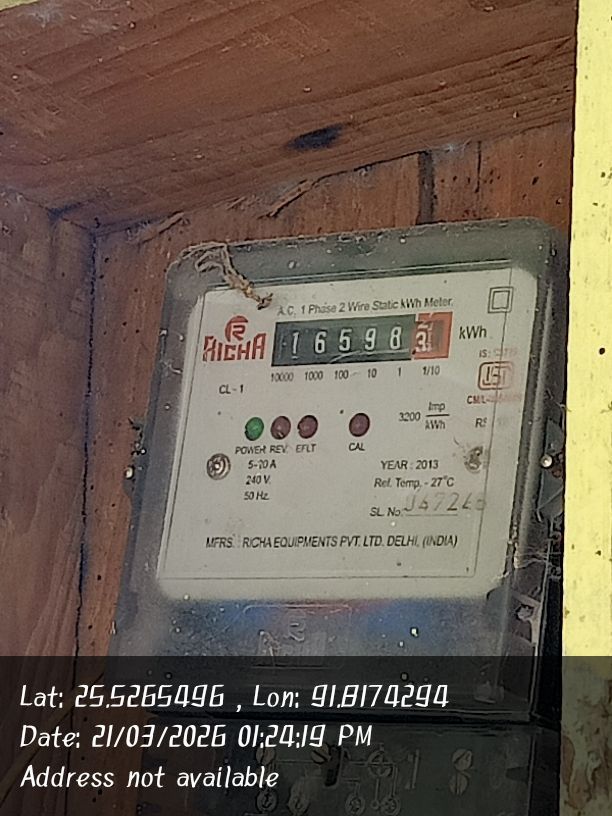 A.C. 1 Phase 2 Wire Static kWh Meter.
R
RICHA
165983
kWh
10000 1000 100 10 1 1/10
CL - 1
3200 Imp/kWh
POWER REV. EFLT CAL
5-20 A
240 V.
50 Hz.
YEAR : 2013
Ref. Temp. - 27°C
SL. No.
MFRS. : RICHA EQUIPMENTS PVT. LTD. DELHI, (INDIA)
Lat: 25.5265496 , Lon: 91.8174294
Date: 21/03/2026 01:24:19 PM
Address not available